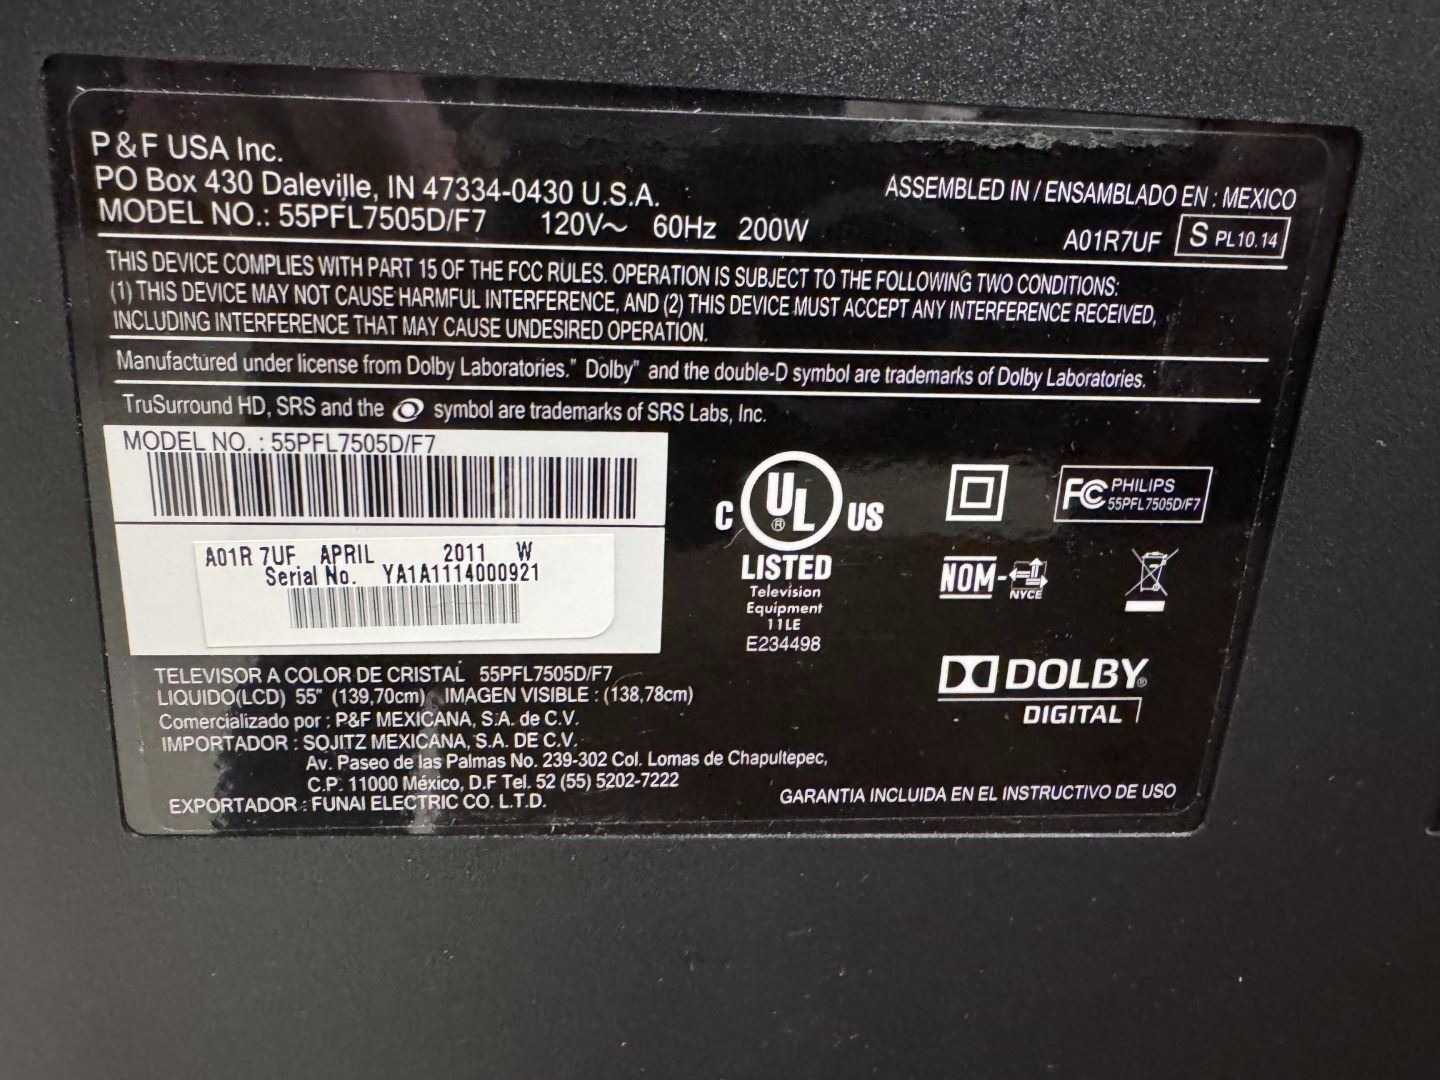 P & F USA Inc.
PO Box 430 Daleville, IN 47334-0430 U.S.A.
ASSEMBLED IN / ENSAMBLADO EN : MEXICO
MODEL NO.: 55PFL7505D/F7 120V~ 60Hz 200W
A01R7UF S PL10.14
THIS DEVICE COMPLIES WITH PART 15 OF THE FCC RULES. OPERATION IS SUBJECT TO THE FOLLOWING TWO CONDITIONS:
(1) THIS DEVICE MAY NOT CAUSE HARMFUL INTERFERENCE, AND (2) THIS DEVICE MUST ACCEPT ANY INTERFERENCE RECEIVED,
INCLUDING INTERFERENCE THAT MAY CAUSE UNDESIRED OPERATION.
Manufactured under license from Dolby Laboratories." Dolby" and the double-D symbol are trademarks of Dolby Laboratories.
TruSurround HD, SRS and the symbol are trademarks of SRS Labs, Inc.
MODEL NO. : 55PFL7505D/F7
A01R 7UF APRIL 2011 W
Serial No. YA1A1114000921
C UL ® US
LISTED
Television
Equipment
11LE
E234498
FC PHILIPS
55PFL7505D/F7
NOM-NYCE
DOLBY®
DIGITAL
TELEVISOR A COLOR DE CRISTAL 55PFL7505D/F7
LIQUIDO(LCD) 55" (139,70cm) IMAGEN VISIBLE : (138,78cm)
Comercializado por : P&F MEXICANA, S.A. de C.V.
IMPORTADOR : SOJITZ MEXICANA, S.A. DE C.V.
Av. Paseo de las Palmas No. 239-302 Col. Lomas de Chapultepec,
C.P. 11000 México, D.F Tel. 52 (55) 5202-7222
EXPORTADOR : FUNAI ELECTRIC CO. L.T.D.
GARANTIA INCLUIDA EN EL INSTRUCTIVO DE USO